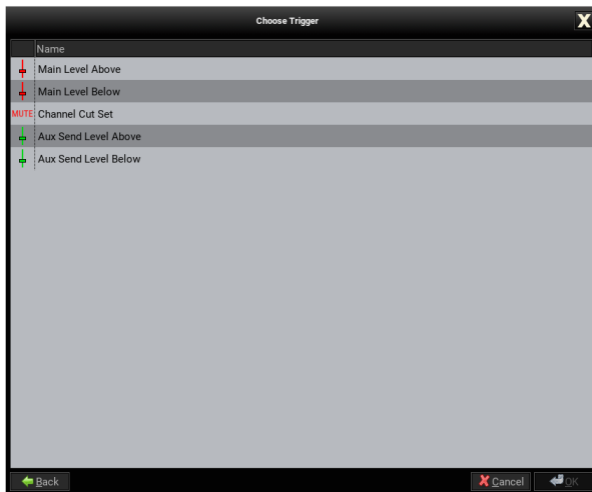 Choose Trigger
X
Name
Main Level Above
Main Level Below
MUTE Channel Cut Set
Aux Send Level Above
Aux Send Level Below
Back Cancel OK